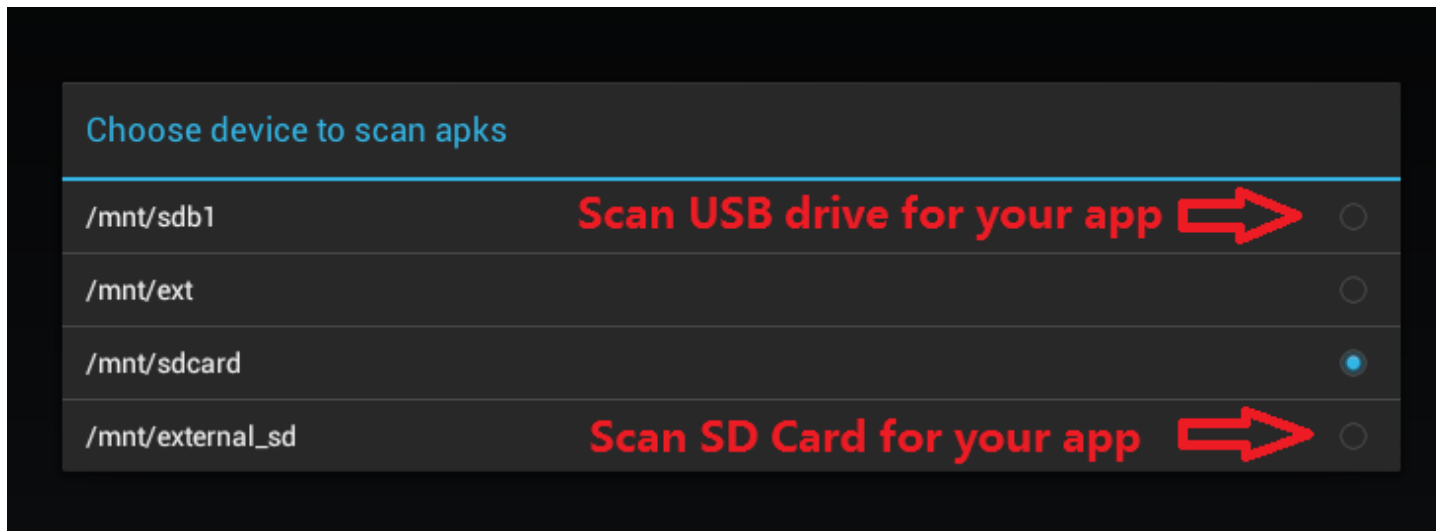 Choose device to scan apks
/mnt/sdb1 Scan USB drive for your app
/mnt/ext
/mnt/sdcard
/mnt/external_sd Scan SD Card for your app